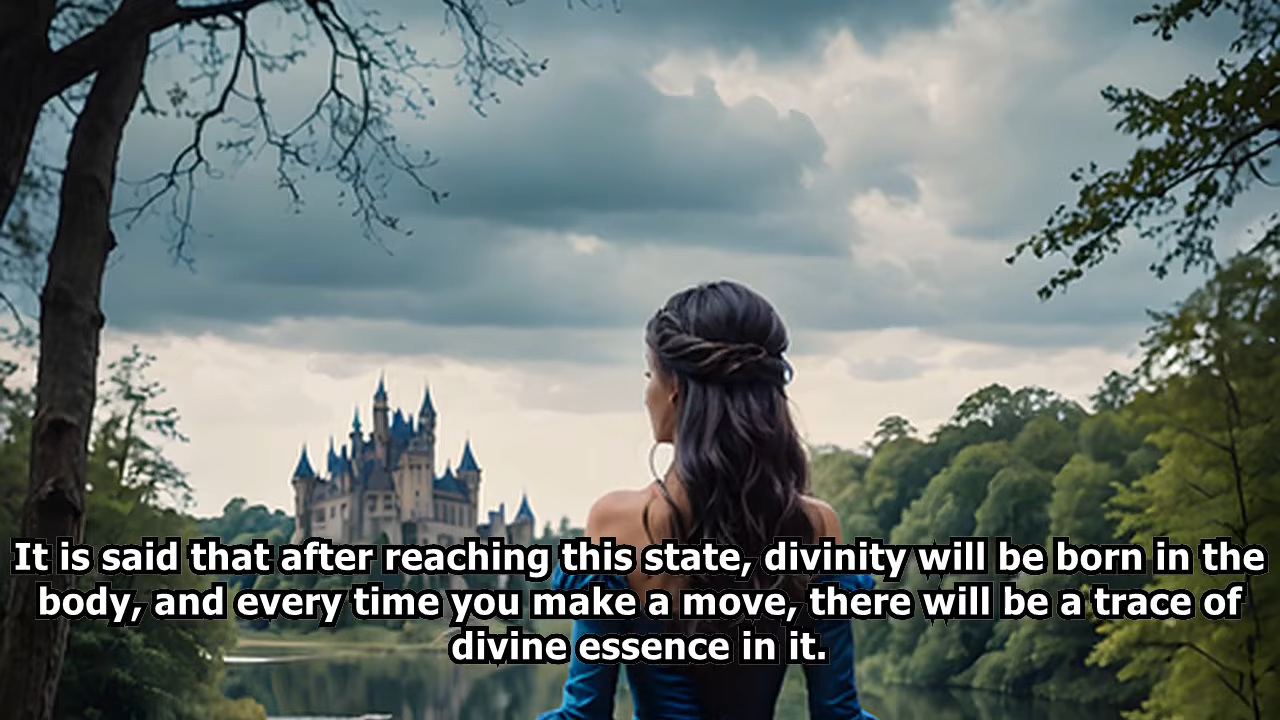 It is said that after reaching this state, divinity will be born in the
body, and every time you make a move, there will be a trace of
divine essence in it.